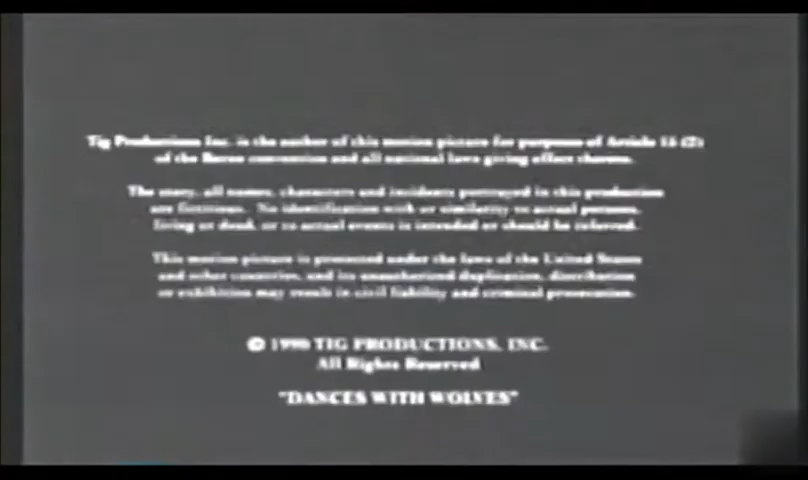 Tig Productions Inc. is the author of this motion picture for purposes of Article 15 (2)
of the Berne convention and all national laws giving effect thereto.
The story, all names, characters and incidents portrayed in this production
are fictitious. No identification with or similarity to actual persons,
living or dead, or to actual events is intended or should be inferred.
This motion picture is protected under the laws of the United States
and other countries, and its unauthorized duplication, distribution
or exhibition may result in civil liability and criminal prosecution.
© 1990 TIG PRODUCTIONS, INC.
All Rights Reserved
"DANCES WITH WOLVES"